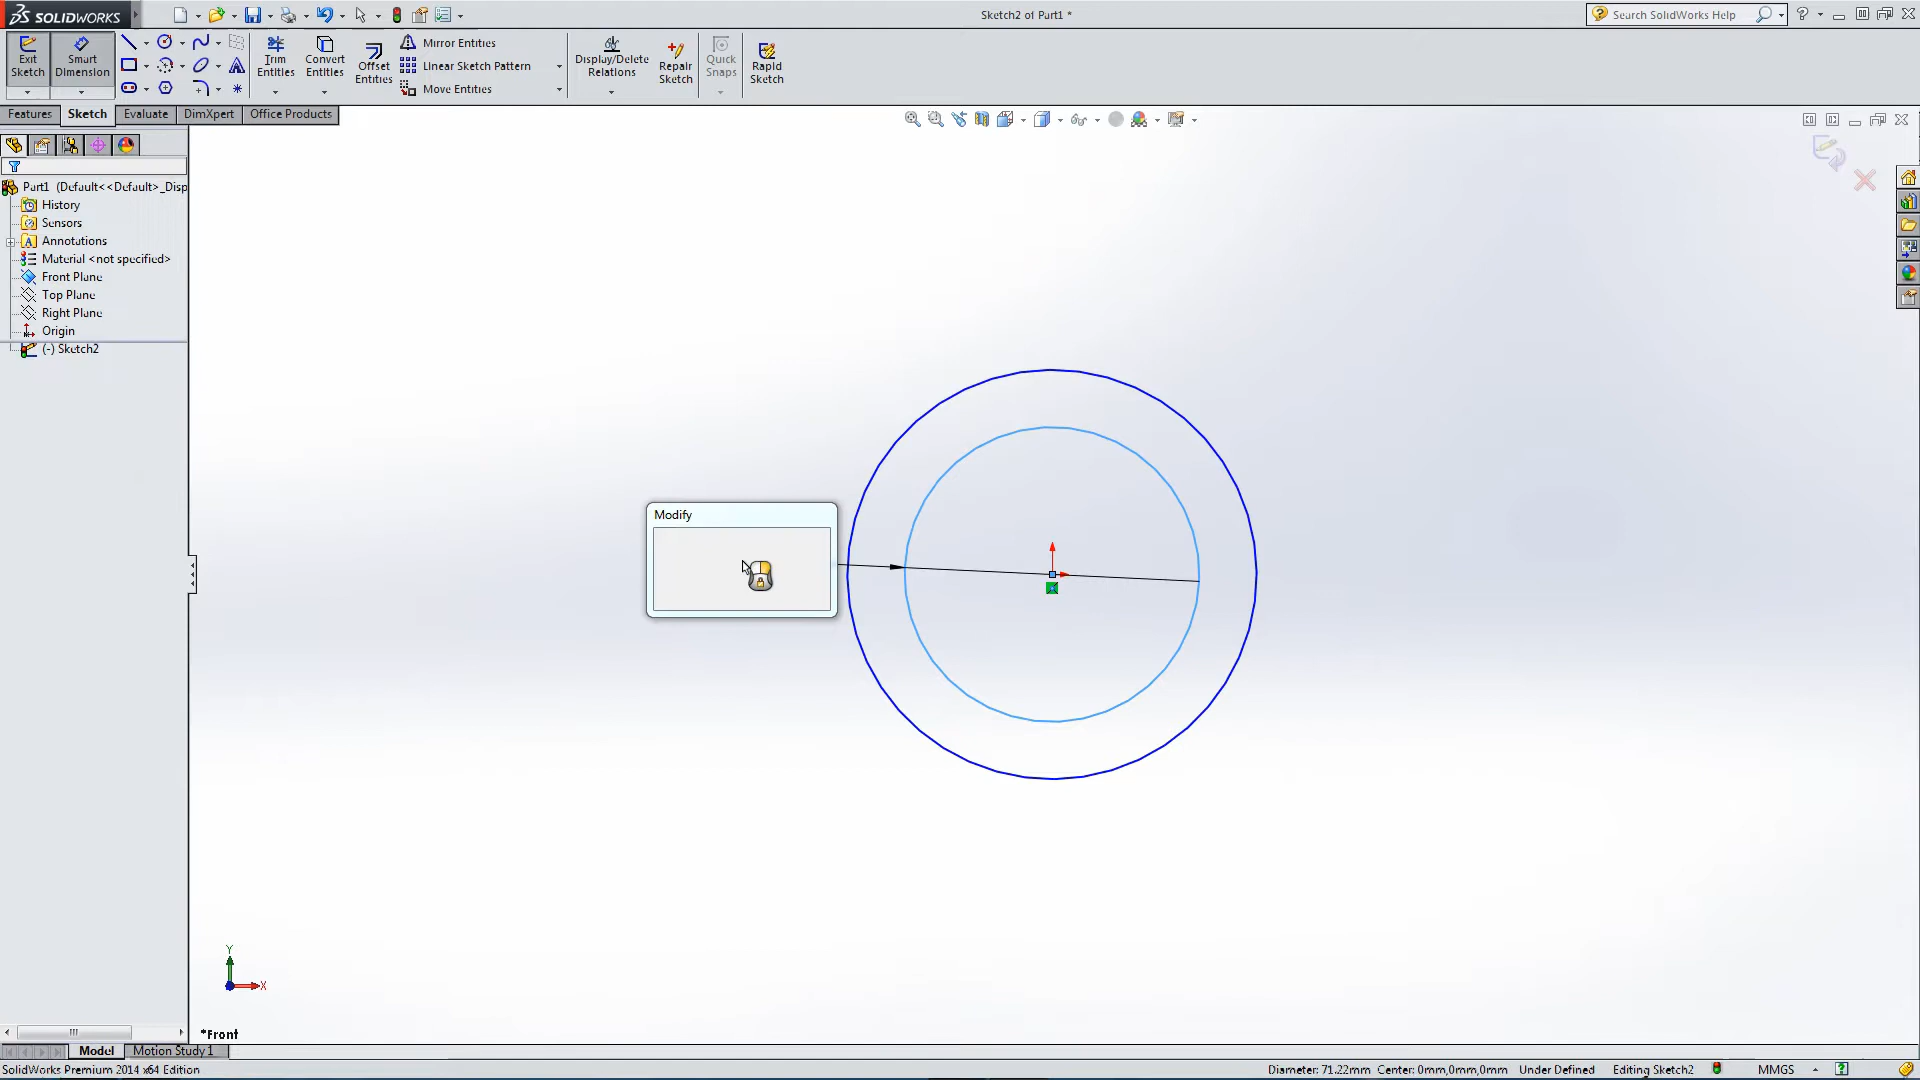 SOLIDWORKS
Sketch2 of Part1 *
Search SolidWorks Help
Exit
Sketch
Smart
Dimension
Trim
Entities
Convert
Entities
Offset
Entities
Mirror Entities
Linear Sketch Pattern
Move Entities
Display/Delete
Relations
Repair
Sketch
Quick
Snaps
Rapid
Sketch
Features
Sketch
Evaluate
DimXpert
Office Products
Part1 (Default<<Default>_Disp
History
Sensors
Annotations
Material <not specified>
Front Plane
Top Plane
Right Plane
Origin
(-) Sketch2
Modify
Y
X
*Front
Model
Motion Study 1
SolidWorks Premium 2014 x64 Edition
Diameter: 71.22mm Center: 0mm,0mm,0mm
Under Defined
Editing Sketch2
MMGS